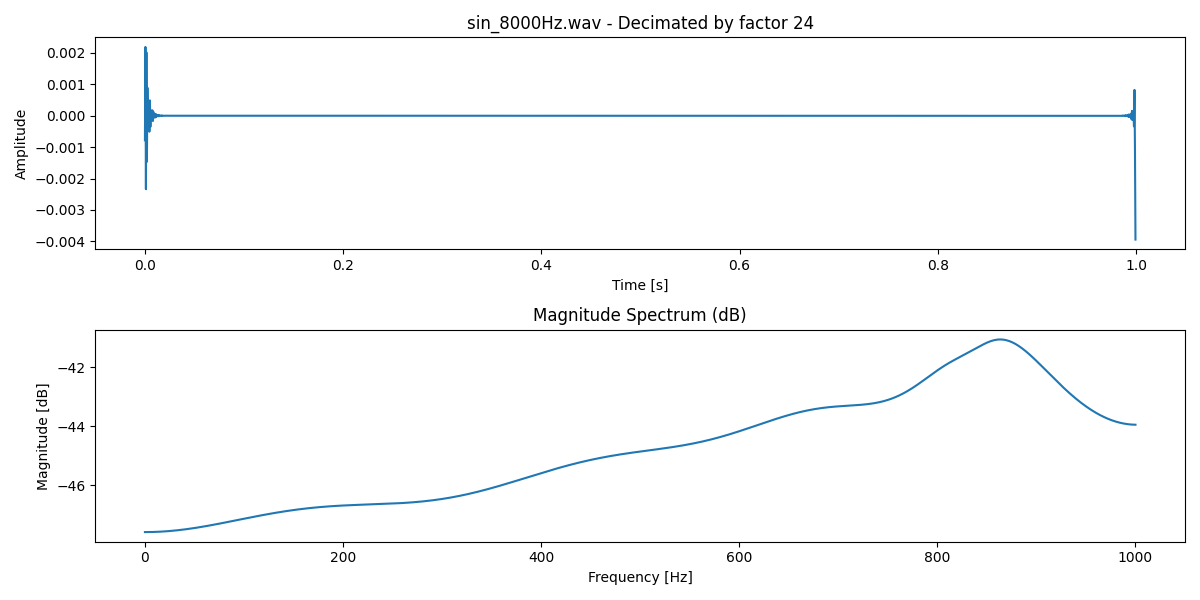 sin_8000Hz.wav - Decimated by factor 24
Amplitude
0.002
0.001
0.000
−0.001
−0.002
−0.003
−0.004
0.0 0.2 0.4 0.6 0.8 1.0
Time [s]
Magnitude Spectrum (dB)
Magnitude [dB]
−42
−44
−46
0 200 400 600 800 1000
Frequency [Hz]